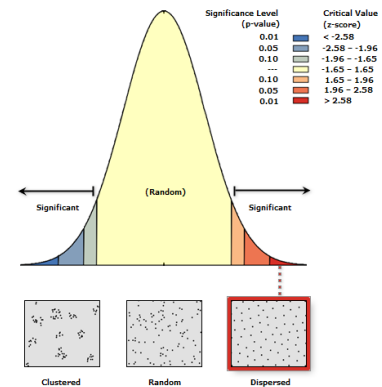 Significance Level
(p-value)
Critical Value
(z-score)
0.01 < -2.58
0.05 -2.58 - -1.96
0.10 -1.96 - -1.65
--- -1.65 - 1.65
0.10 1.65 - 1.96
0.05 1.96 - 2.58
0.01 > 2.58
(Random)
Significant
Significant
Clustered
Random
Dispersed